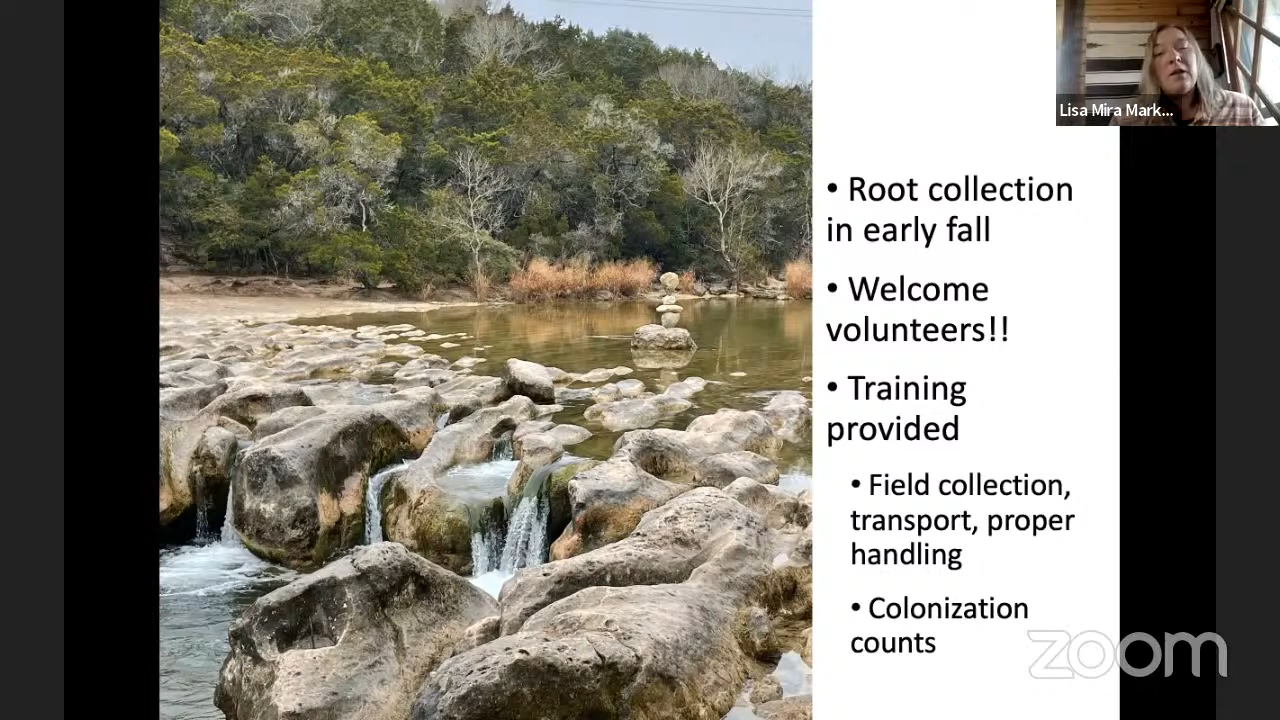 Lisa Mira Mark...
• Root collection
in early fall
• Welcome
volunteers!!
• Training
provided
• Field collection,
transport, proper
handling
• Colonization
counts
zoom